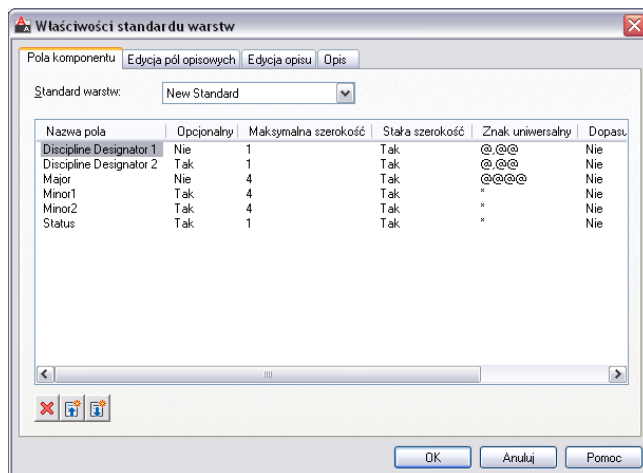 Właściwości standardu warstw
Pola komponentu Edycja pól opisowych Edycja opisu Opis
Standard warstw: New Standard
Nazwa pola Opcjonalny Maksymalna szerokość Stała szerokość Znak uniwersalny Dopasu
Discipline Designator 1 Nie 1 Tak @,@@ Nie
Discipline Designator 2 Tak 1 Tak @,@@ Nie
Major Nie 4 Tak @@@@ Nie
Minor1 Tak 4 Tak * Nie
Minor2 Tak 4 Tak * Nie
Status Tak 1 Tak * Nie
OK Anuluj Pomoc